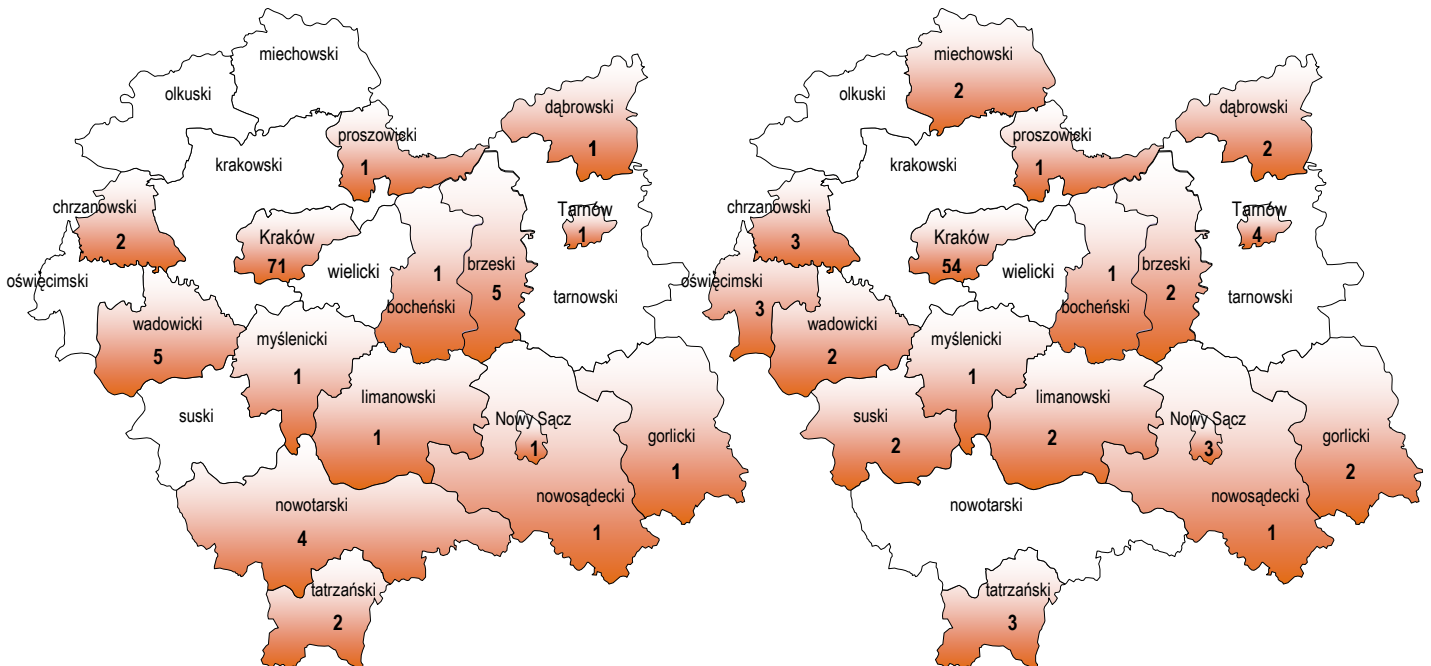 miechowski
olkuski
dąbrowski
1
proszowicki
1
krakowski
chrzanowski
2
Tarnów
1
Kraków
71
wielicki
1
bocheński
brzeski
5
oświęcimski
tarnowski
wadowicki
5
myślenicki
1
limanowski
1
suski
Nowy Sącz
1
gorlicki
1
nowosądecki
1
nowotarski
4
tatrzański
2
miechowski
2
olkuski
dąbrowski
2
proszowicki
1
krakowski
chrzanowski
3
Tarnów
4
Kraków
54
wielicki
1
bocheński
brzeski
2
oświęcimski
3
tarnowski
wadowicki
2
myślenicki
1
limanowski
2
suski
2
Nowy Sącz
3
gorlicki
2
nowosądecki
1
nowotarski
tatrzański
3